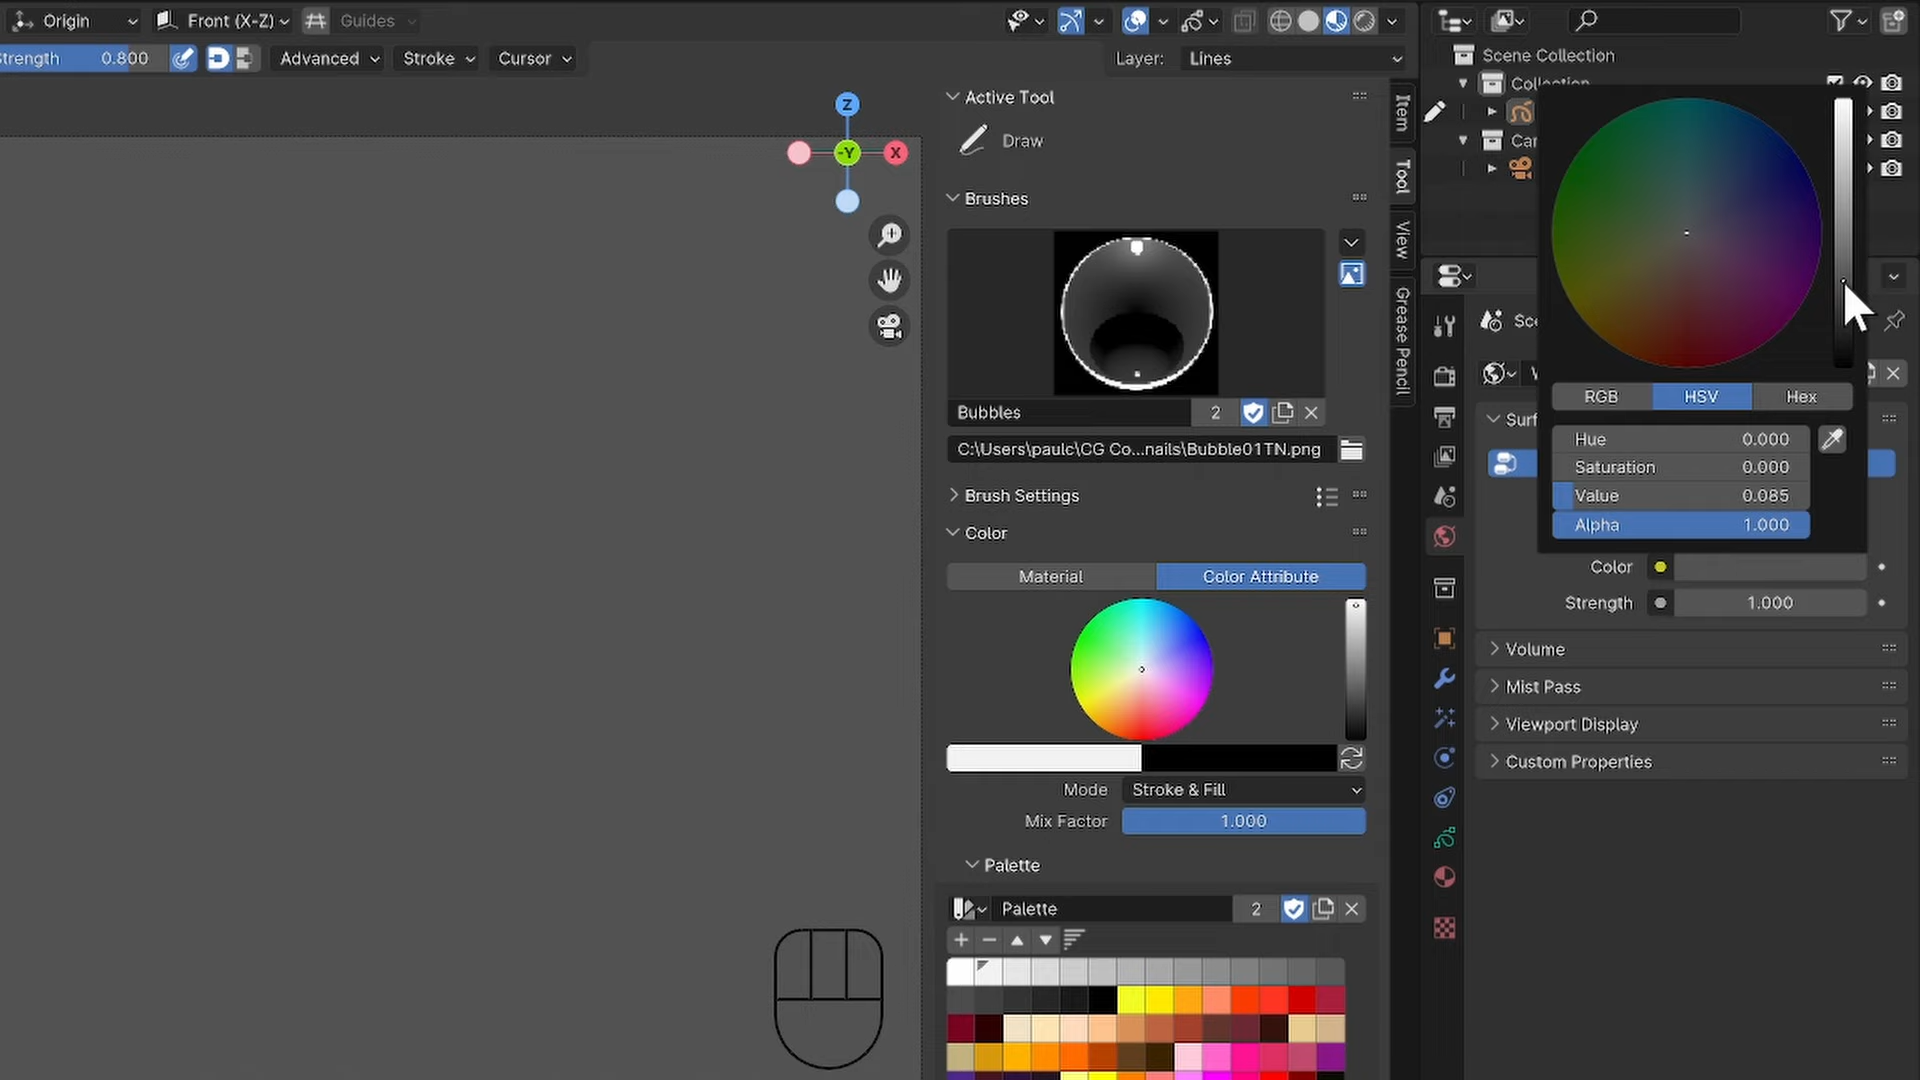 Origin
Front (X-Z)
Guides
Strength 0.800
Advanced
Stroke
Cursor
Layer: Lines
Scene Collection
Collection
Z
-Y
X
Active Tool
Draw
Brushes
Bubbles 2
C:\Users\paulc\CG Co...nails\Bubble01TN.png
Brush Settings
Color
Material
Color Attribute
Mode Stroke & Fill
Mix Factor 1.000
Palette
Palette 2
Item
Tool
View
Grease Pencil
RGB
HSV
Hex
Hue 0.000
Saturation 0.000
Value 0.085
Alpha 1.000
Color
Strength 1.000
Volume
Mist Pass
Viewport Display
Custom Properties